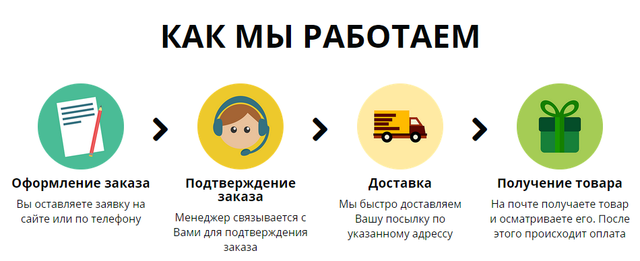 КАК МЫ РАБОТАЕМ
Оформление заказа
Вы оставляете заявку на
сайте или по телефону
Подтверждение
заказа
Менеджер связывается с
Вами для подтверждения
заказа
Доставка
Мы быстро доставляем
Вашу посылку по
указанному адрессу
Получение товара
На почте получаете товар
и осматриваете его. После
этого происходит оплата